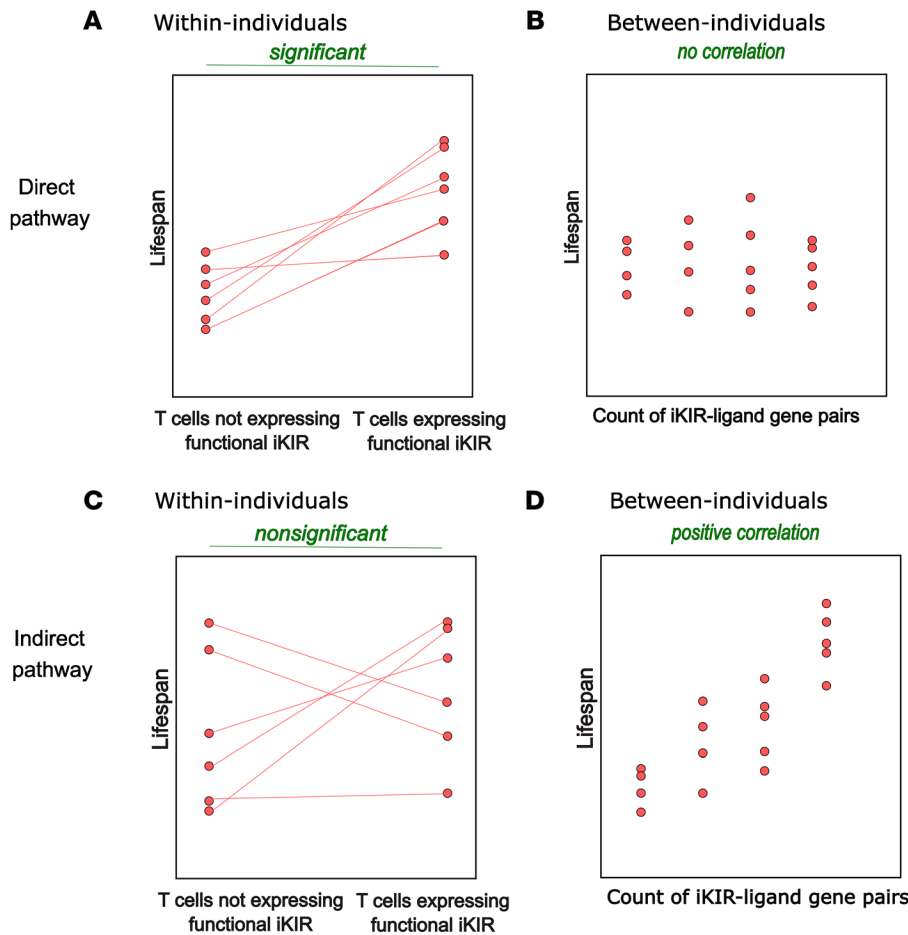 A
Within-individuals
significant
B
Between-individuals
no correlation
Direct
pathway
Lifespan
Lifespan
T cells not expressing
functional iKIR
T cells expressing
functional iKIR
Count of iKIR-ligand gene pairs
C
Within-individuals
nonsignificant
D
Between-individuals
positive correlation
Indirect
pathway
Lifespan
Lifespan
T cells not expressing
functional iKIR
T cells expressing
functional iKIR
Count of iKIR-ligand gene pairs